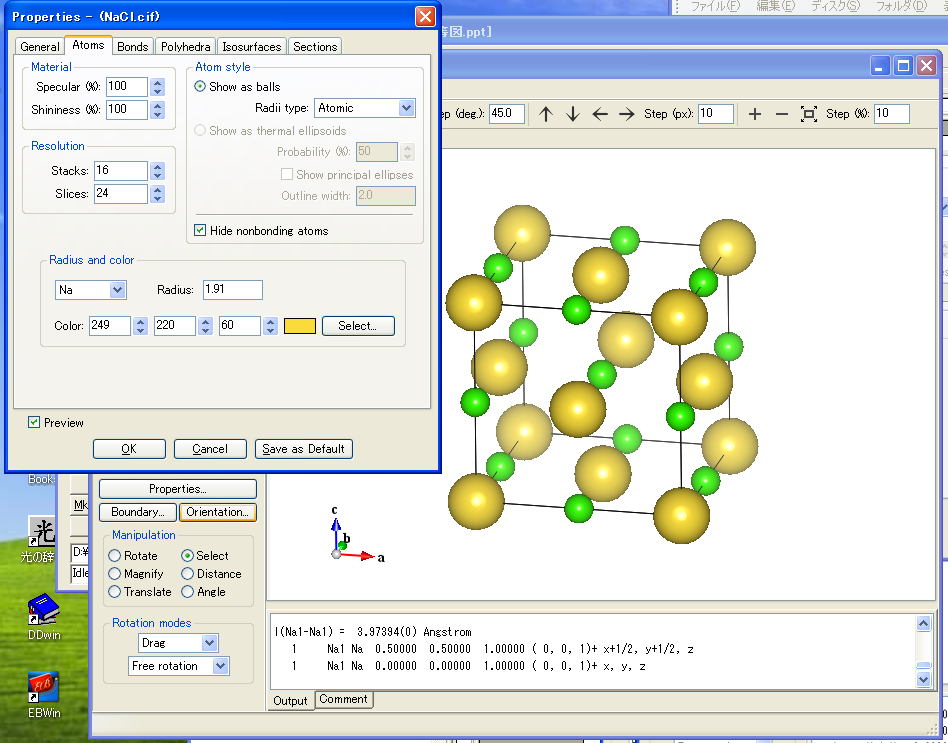 Properties - (NaCl.cif)
ファイル(F) 編集(E) ディスク(S) フォルダ(D)
図.ppt]
General Atoms Bonds Polyhedra Isosurfaces Sections
Material
Specular (%): 100
Shininess (%): 100
Resolution
Stacks: 16
Slices: 24
Atom style
Show as balls
Radii type: Atomic
Show as thermal ellipsoids
Probability (%): 50
Show principal ellipses
Outline width: 2.0
Hide nonbonding atoms
Radius and color
Na Radius: 1.91
Color: 249 220 60 Select...
Preview
OK Cancel Save as Default
ep (deg.): 45.0 Step (px): 10 Step (%): 10
Book
Mk
光
光の辞
D:¥
Idle
DDwin
EBWin
Properties...
Boundary... Orientation...
Manipulation
Rotate Select
Magnify Distance
Translate Angle
Rotation modes
Drag
Free rotation
c
b
a
l(Na1-Na1) = 3.97394(0) Angstrom
1 Na1 Na 0.50000 0.50000 1.00000 ( 0, 0, 1)+ x+1/2, y+1/2, z
1 Na1 Na 0.00000 0.00000 1.00000 ( 0, 0, 1)+ x, y, z
Output Comment